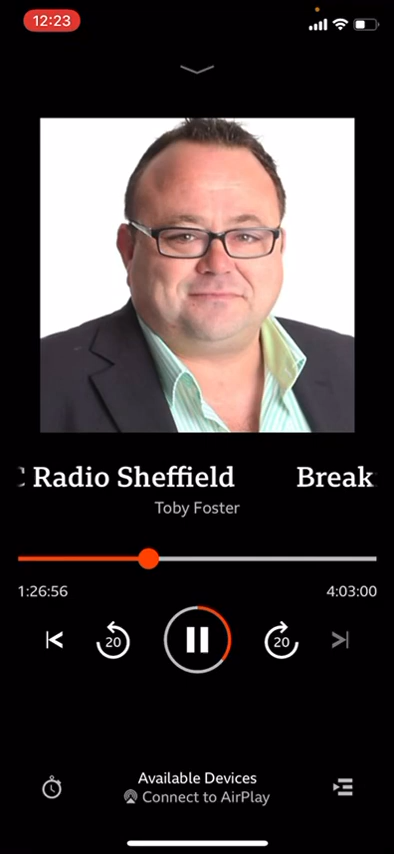 12:23
Radio Sheffield Break
Toby Foster
1:26:56 4:03:00
20 20
Available Devices
Connect to AirPlay